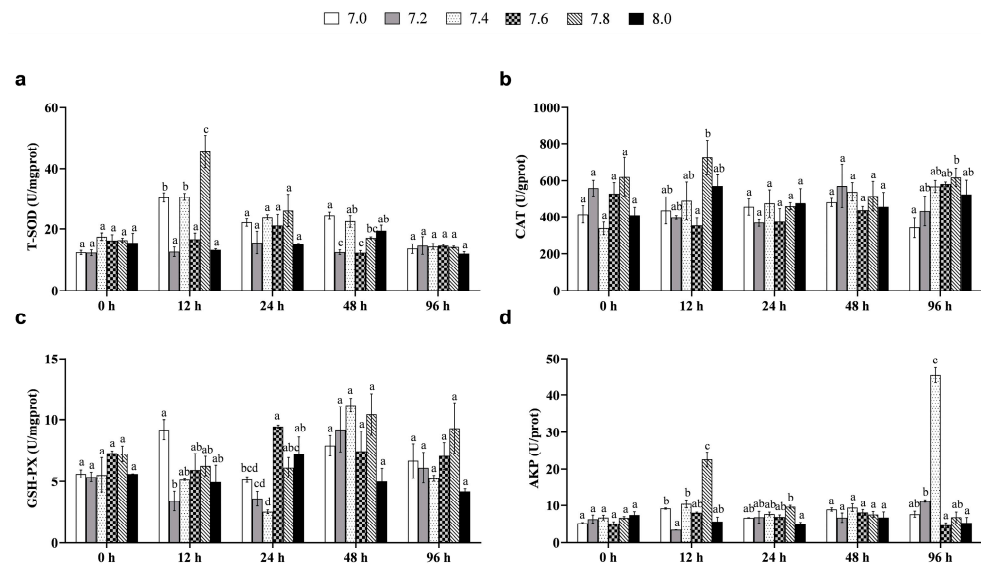 7.0 7.2 7.4 7.6 7.8 8.0
a
T-SOD (U/mgprot)
60
40
20
0
a a a a a a
b a b a c a
a a a a a a
a c ab c bc ab
a a a a a a
0 h 12 h 24 h 48 h 96 h
b
CAT (U/gprot)
1000
800
600
400
200
0
a a a a a a
ab ab ab a b ab
a a a a a a
a a a a a a
a ab ab ab b ab
0 h 12 h 24 h 48 h 96 h
c
GSH-PX (U/mgprot)
15
10
5
0
a a a a a a
a b ab ab ab ab
bcd cd d a abc ab
a a a a a a
a a a a a a
0 h 12 h 24 h 48 h 96 h
d
AKP (U/prot)
50
40
30
20
10
0
a a a a a a
b a b ab c ab
ab ab ab ab b a
a a a a a a
ab b c a ab a
0 h 12 h 24 h 48 h 96 h